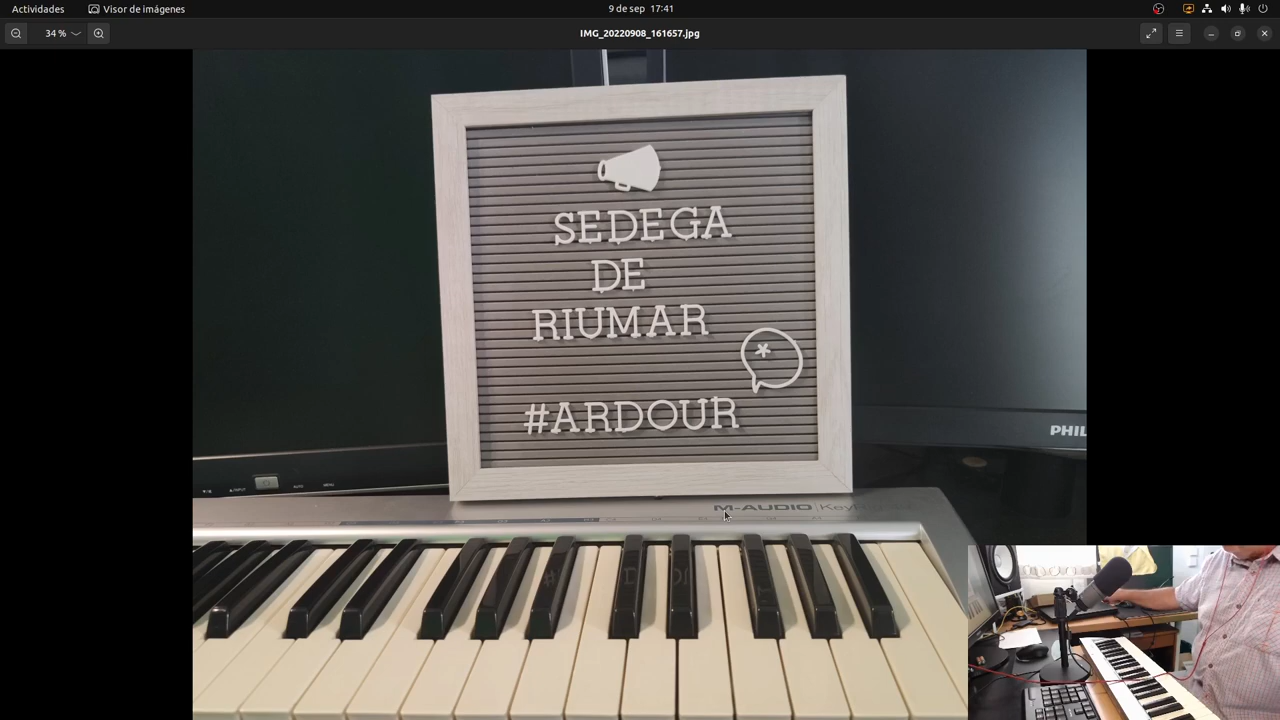 Actividades
Visor de imágenes
9 de sep 17:41
34 %
IMG_20220908_161657.jpg
SEDEGA
DE
RIUMAR
#ARDOUR
PHIL
M-AUDIO